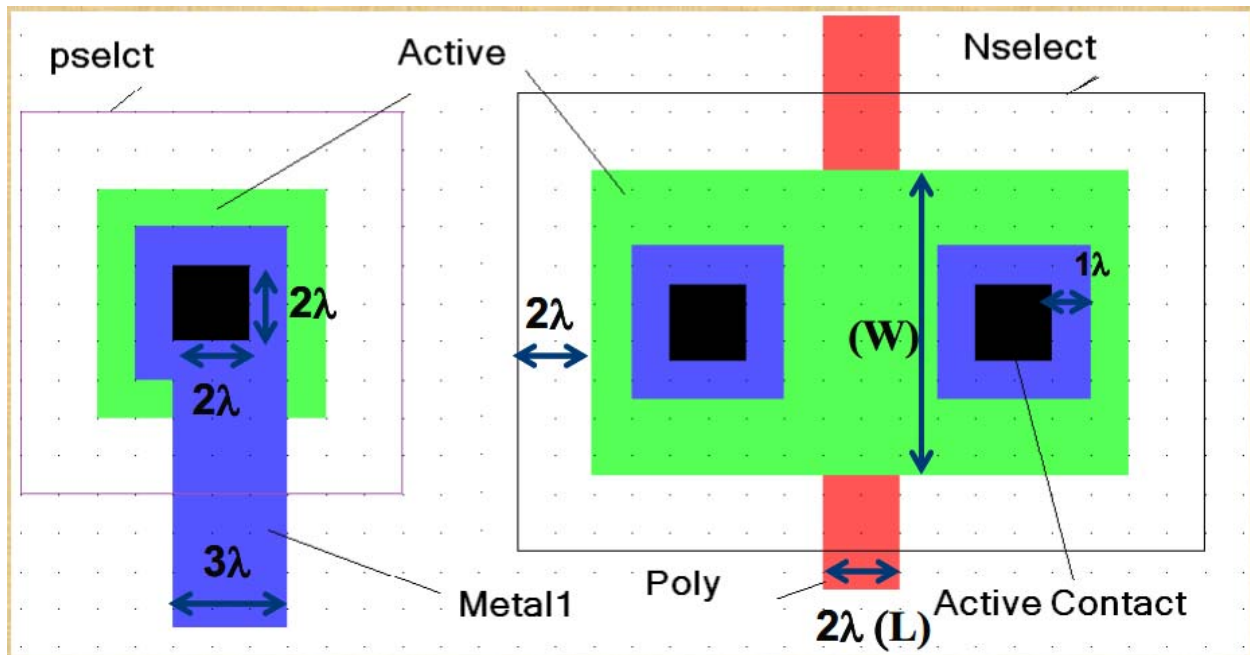 pselct
Active
Nselect
2λ
2λ
3λ
Metal1
2λ
(W)
1λ
Poly
2λ (L)
Active Contact